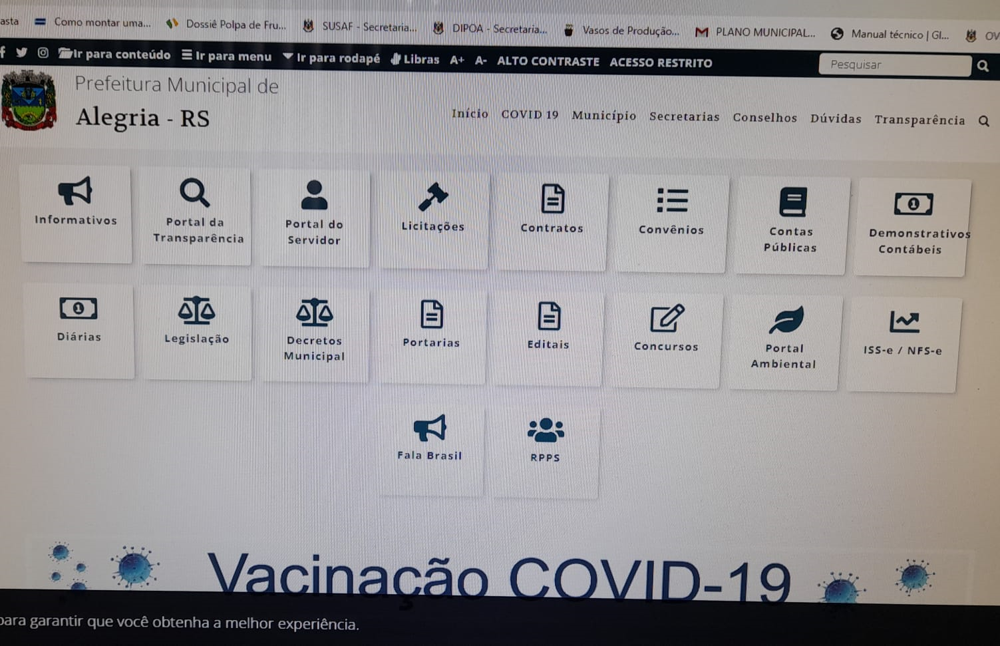 asta Como montar uma... Dossiê Polpa de Fru... SUSAF - Secretaria... DIPOA - Secretaria... Vasos de Produção... PLANO MUNICIPAL... Manual técnico | Gl... OV
Ir para conteúdo Ir para menu Ir para rodapé Libras A+ A- ALTO CONTRASTE ACESSO RESTRITO Pesquisar
Prefeitura Municipal de
Alegria - RS
Início COVID 19 Município Secretarias Conselhos Dúvidas Transparência
Informativos
Portal da
Transparência
Portal do
Servidor
Licitações
Contratos
Convênios
Contas
Públicas
Demonstrativos
Contábeis
Diárias
Legislação
Decretos
Municipal
Portarias
Editais
Concursos
Portal
Ambiental
ISS-e / NFS-e
Fala Brasil
RPPS
Vacinação COVID-19
para garantir que você obtenha a melhor experiência.